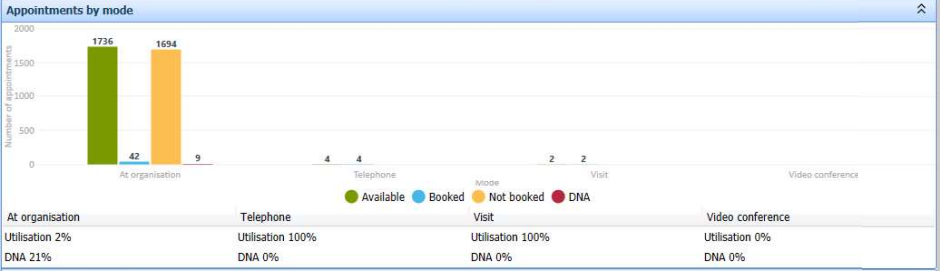 Appointments by mode
2000
1500
1000
500
0
Number of appointments
1736
42
1694
9
4
4
2
2
At organisation
Telephone
Visit
Video conference
Mode
Available
Booked
Not booked
DNA
At organisation Telephone Visit Video conference
Utilisation 2% Utilisation 100% Utilisation 100% Utilisation 0%
DNA 21% DNA 0% DNA 0% DNA 0%